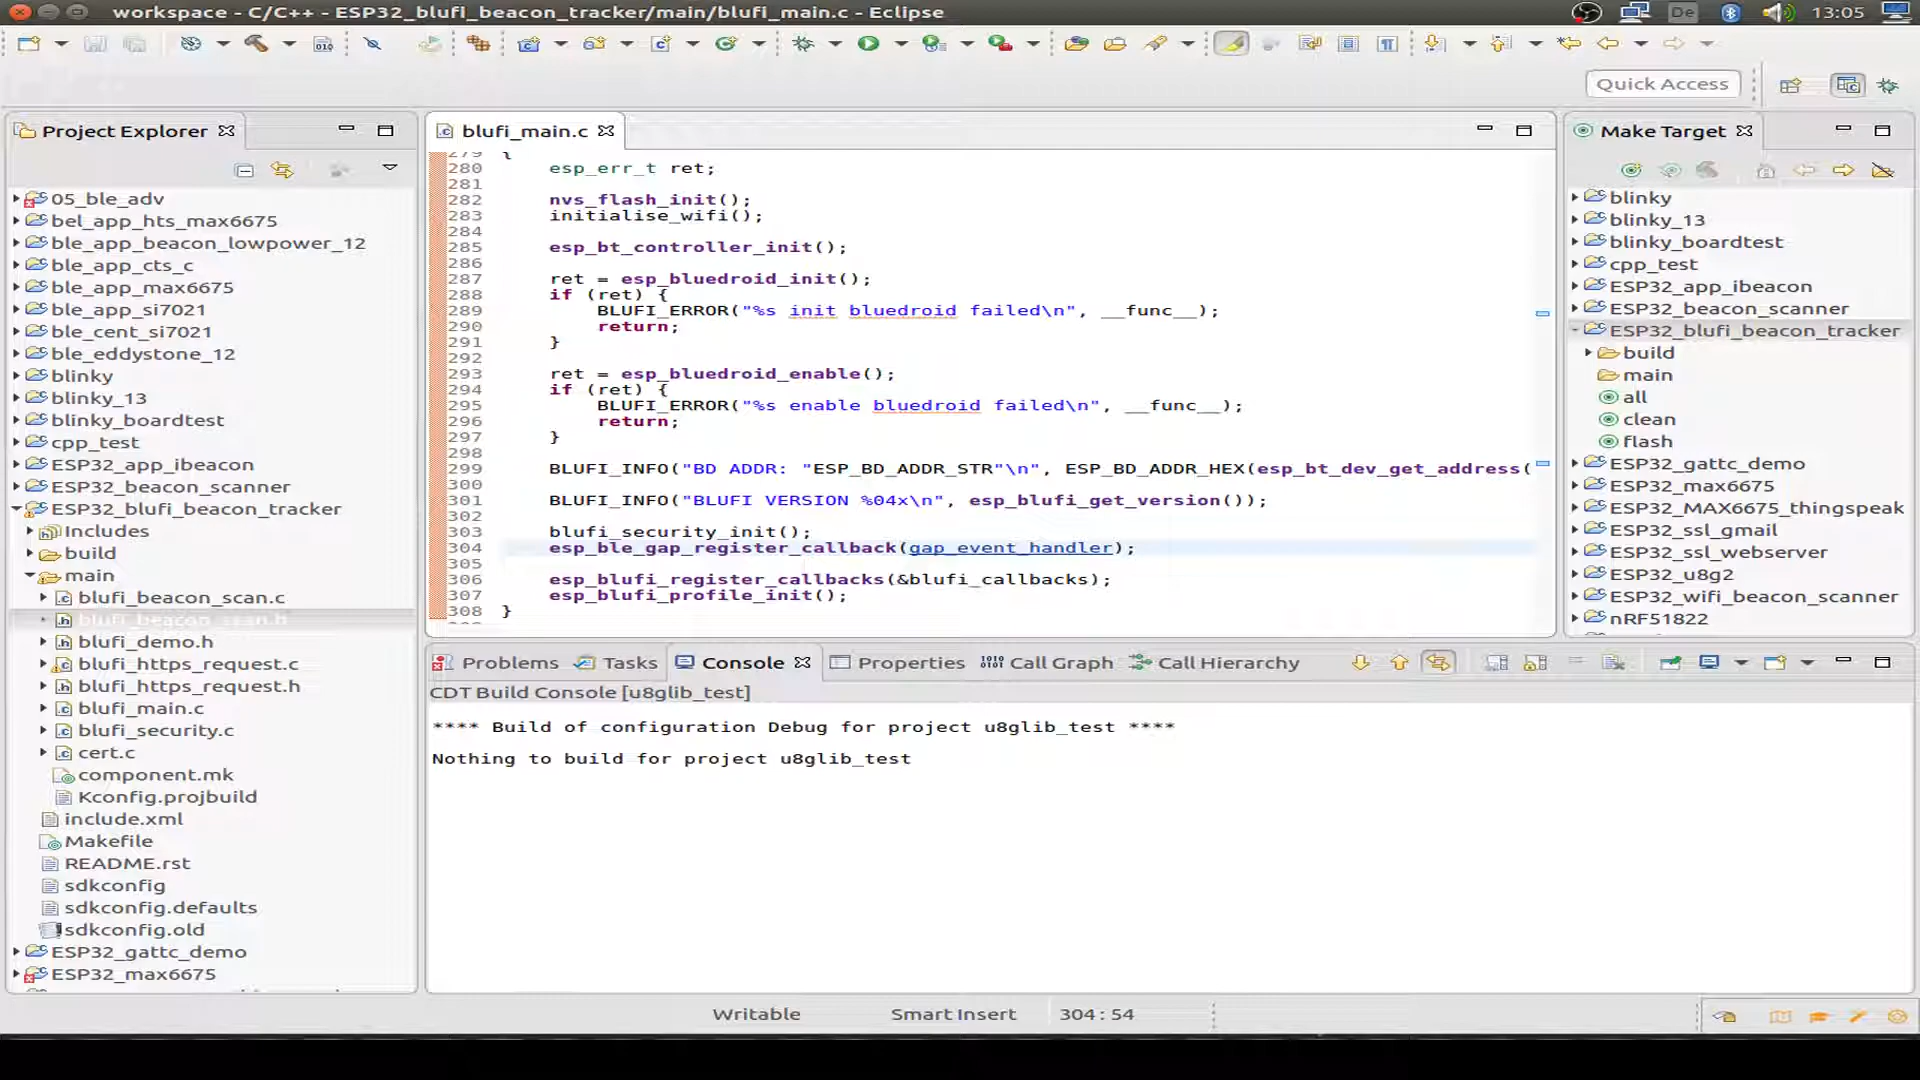 workspace - C/C++ - ESP32_blufi_beacon_tracker/main/blufi_main.c - Eclipse
De
13:05
Quick Access
Project Explorer
05_ble_adv
bel_app_hts_max6675
ble_app_beacon_lowpower_12
ble_app_cts_c
ble_app_max6675
ble_app_si7021
ble_cent_si7021
ble_eddystone_12
blinky
blinky_13
blinky_boardtest
cpp_test
ESP32_app_ibeacon
ESP32_beacon_scanner
ESP32_blufi_beacon_tracker
Includes
build
main
blufi_beacon_scan.c
blufi_beacon_scan.h
blufi_demo.h
blufi_https_request.c
blufi_https_request.h
blufi_main.c
blufi_security.c
cert.c
component.mk
Kconfig.projbuild
include.xml
Makefile
README.rst
sdkconfig
sdkconfig.defaults
sdkconfig.old
ESP32_gattc_demo
ESP32_max6675
blufi_main.c
279 {
280 esp_err_t ret;
281
282 nvs_flash_init();
283 initialise_wifi();
284
285 esp_bt_controller_init();
286
287 ret = esp_bluedroid_init();
288 if (ret) {
289 BLUFI_ERROR("%s init bluedroid failed\n", __func__);
290 return;
291 }
292
293 ret = esp_bluedroid_enable();
294 if (ret) {
295 BLUFI_ERROR("%s enable bluedroid failed\n", __func__);
296 return;
297 }
298
299 BLUFI_INFO("BD ADDR: "ESP_BD_ADDR_STR"\n", ESP_BD_ADDR_HEX(esp_bt_dev_get_address(
300
301 BLUFI_INFO("BLUFI VERSION %04x\n", esp_blufi_get_version());
302
303 blufi_security_init();
304 esp_ble_gap_register_callback(gap_event_handler);
305
306 esp_blufi_register_callbacks(&blufi_callbacks);
307 esp_blufi_profile_init();
308 }
Make Target
blinky
blinky_13
blinky_boardtest
cpp_test
ESP32_app_ibeacon
ESP32_beacon_scanner
ESP32_blufi_beacon_tracker
build
main
all
clean
flash
ESP32_gattc_demo
ESP32_max6675
ESP32_MAX6675_thingspeak
ESP32_ssl_gmail
ESP32_ssl_webserver
ESP32_u8g2
ESP32_wifi_beacon_scanner
nRF51822
Problems Tasks Console Properties Call Graph Call Hierarchy
CDT Build Console [u8glib_test]
**** Build of configuration Debug for project u8glib_test ****
Nothing to build for project u8glib_test
Writable Smart Insert 304 : 54